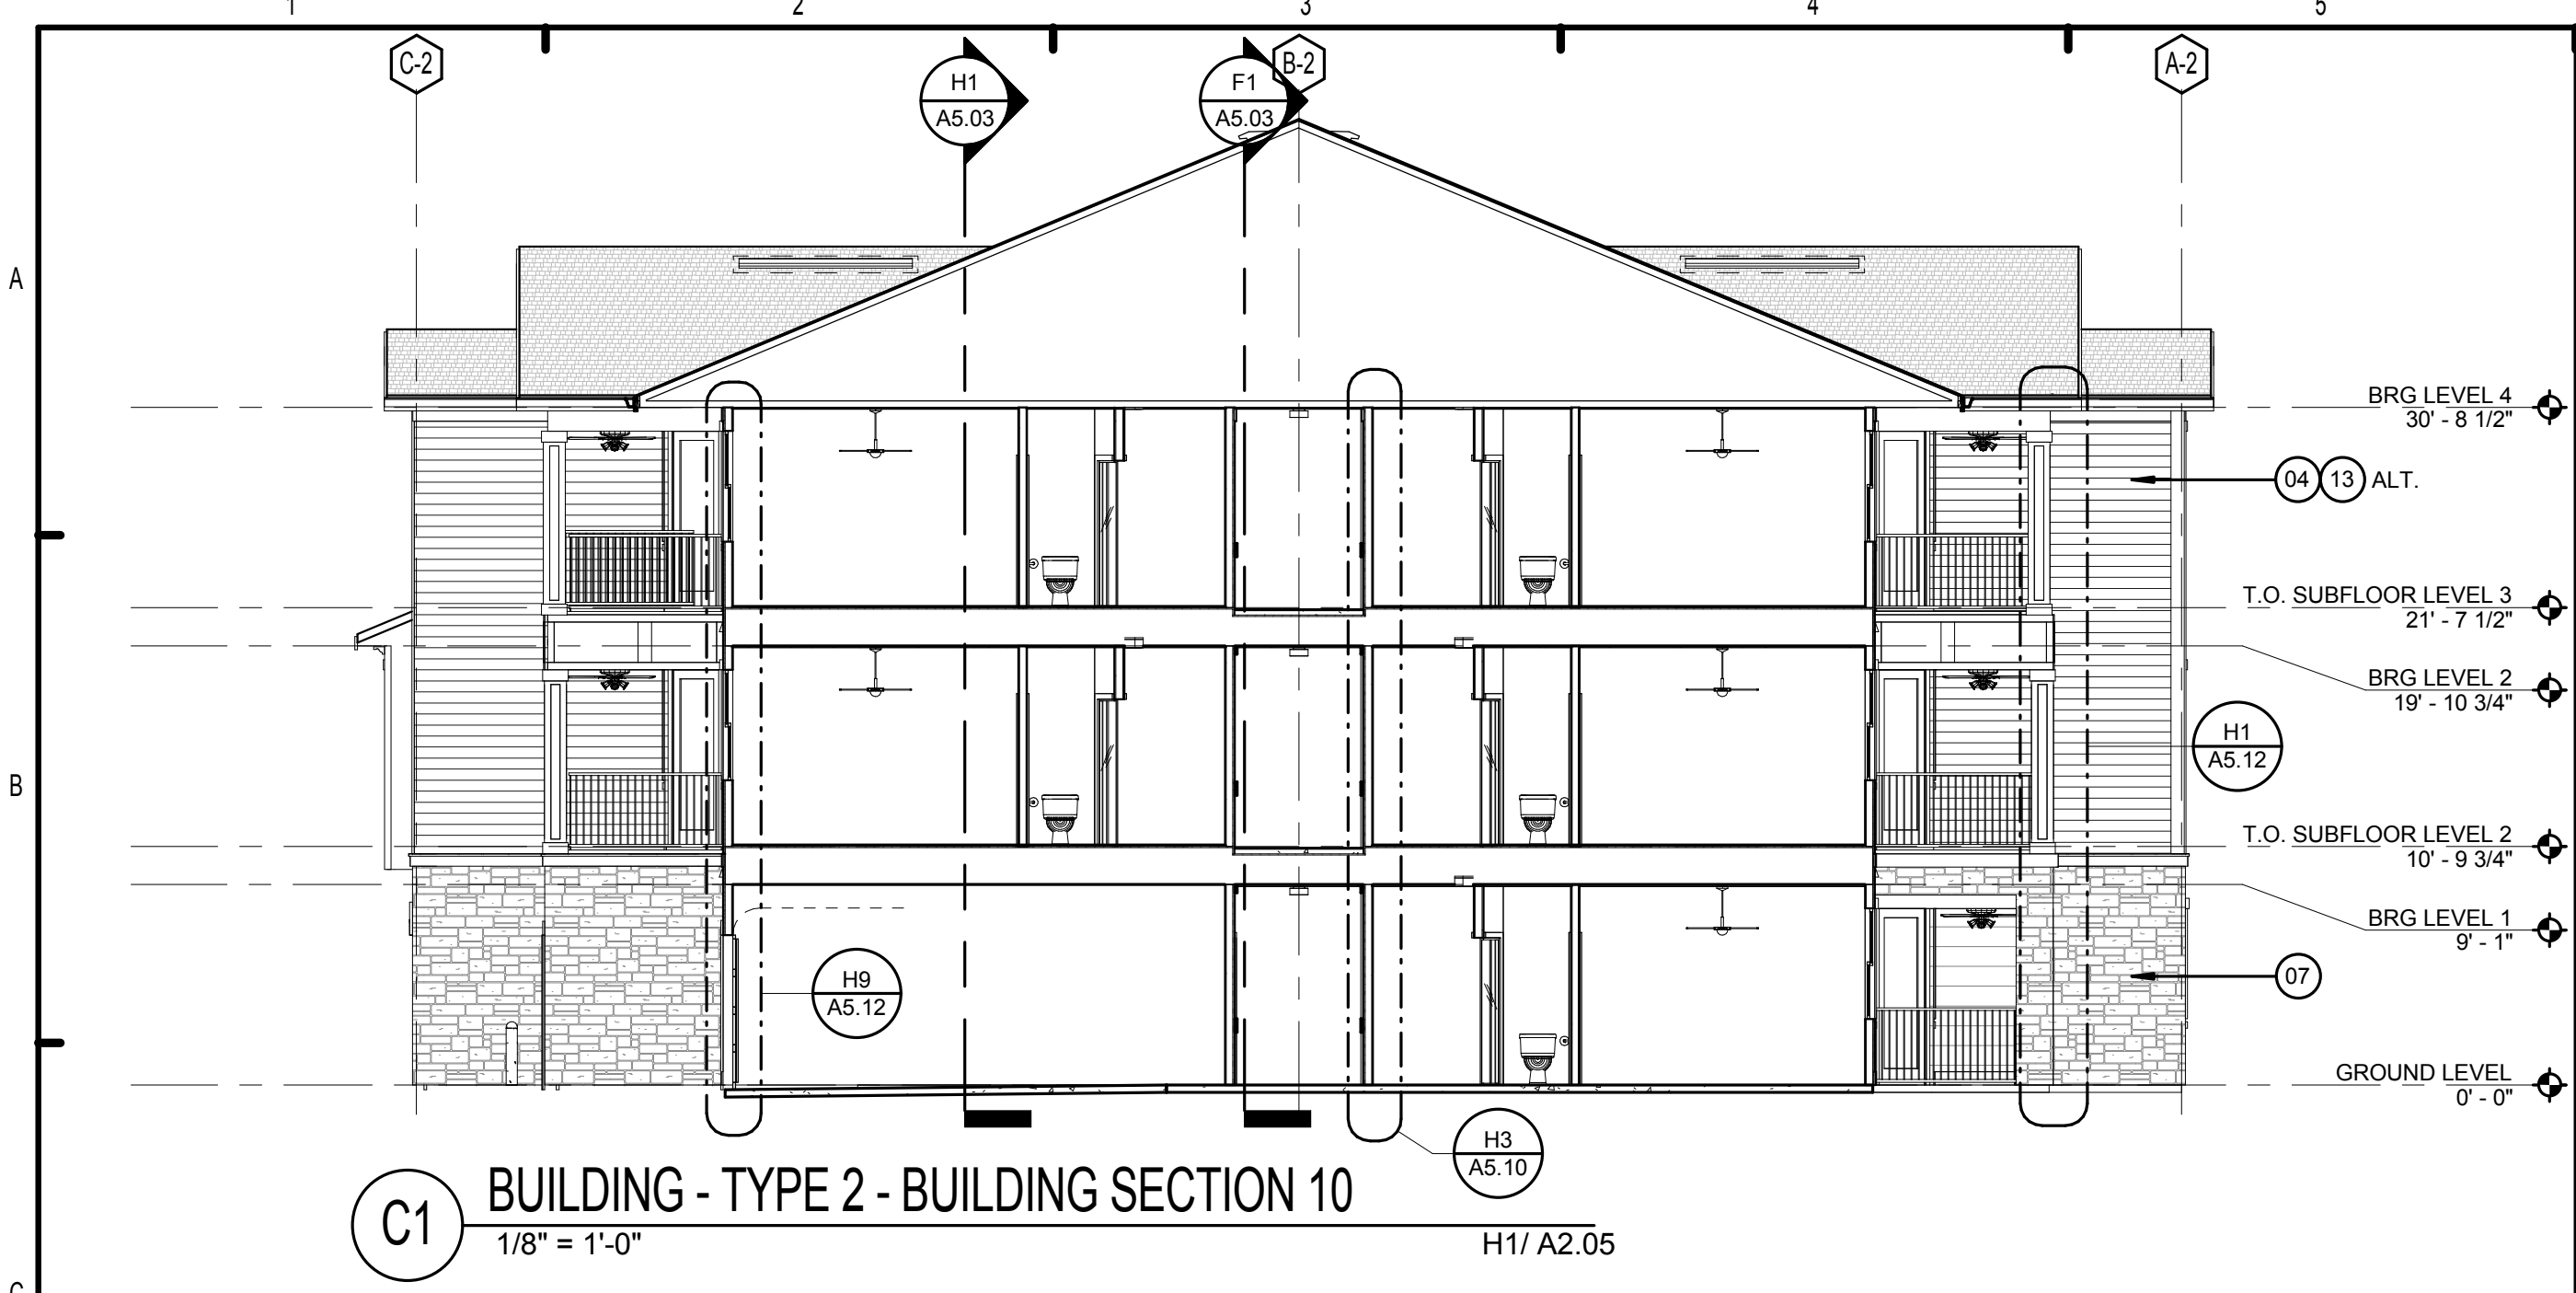 1 2 3 4 5
C-2 B-2 A-2
H1
A5.03
F1
A5.03
A
BRG LEVEL 4
30' - 8 1/2"
04 13 ALT.
T.O. SUBFLOOR LEVEL 3
21' - 7 1/2"
BRG LEVEL 2
19' - 10 3/4"
H1
A5.12
B
T.O. SUBFLOOR LEVEL 2
10' - 9 3/4"
BRG LEVEL 1
9' - 1"
H9
A5.12
07
GROUND LEVEL
0' - 0"
H3
A5.10
C1
BUILDING - TYPE 2 - BUILDING SECTION 10
1/8" = 1'-0"
H1/ A2.05
C